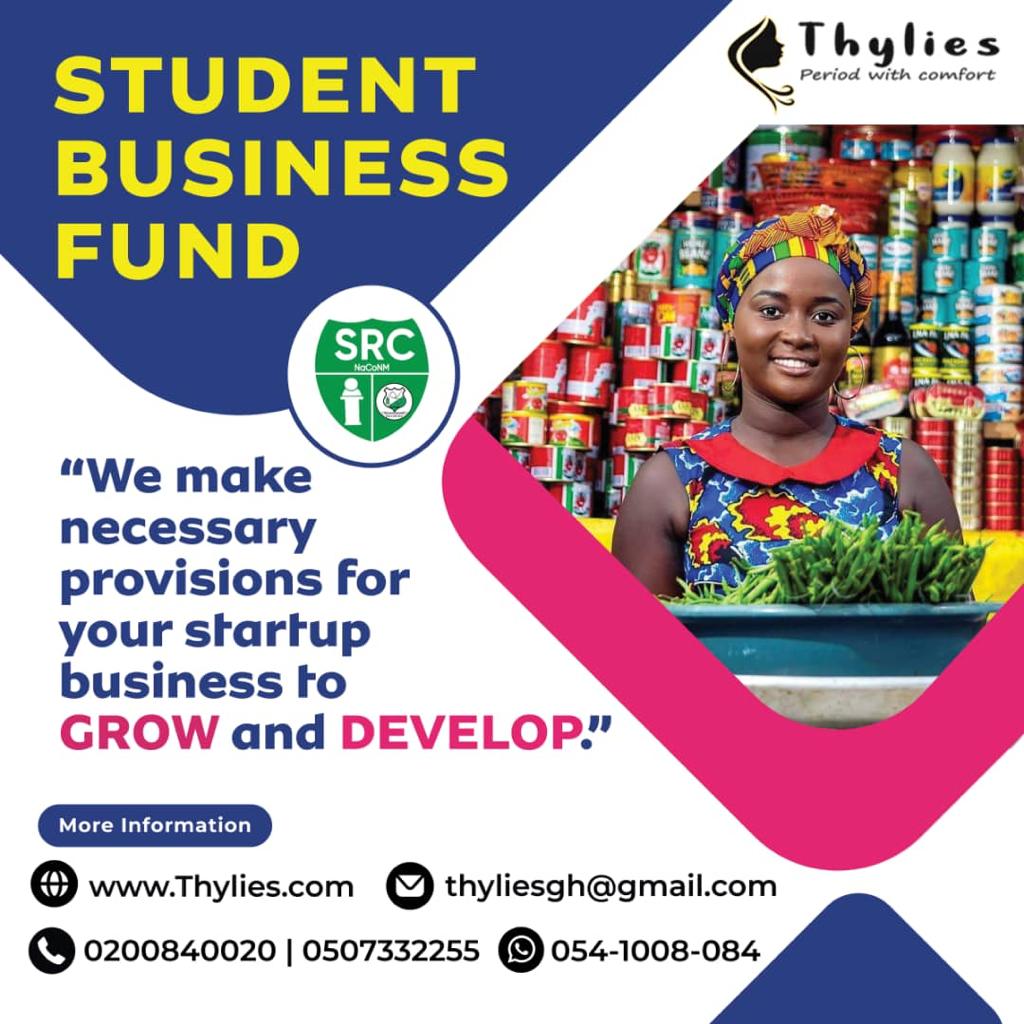 Thylies
Period with comfort
STUDENT
BUSINESS
FUND
SRC
NaCoNM
“We make
necessary
provisions for
your startup
business to
GROW and DEVELOP.”
More Information
www.Thylies.com
thyliesgh@gmail.com
0200840020 | 0507332255
054-1008-084